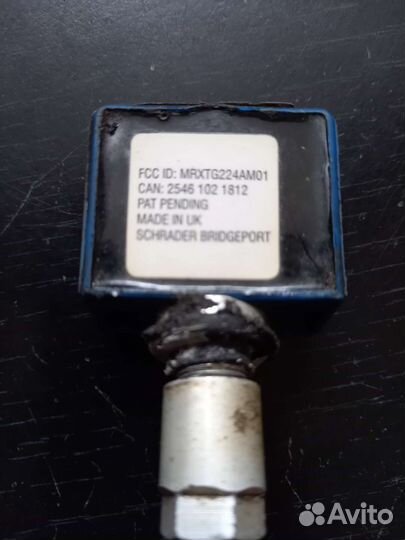 FCC ID: MRXTG224AM01
CAN: 2546 102 1812
PAT PENDING
MADE IN UK
SCHRADER BRIDGEPORT
Avito